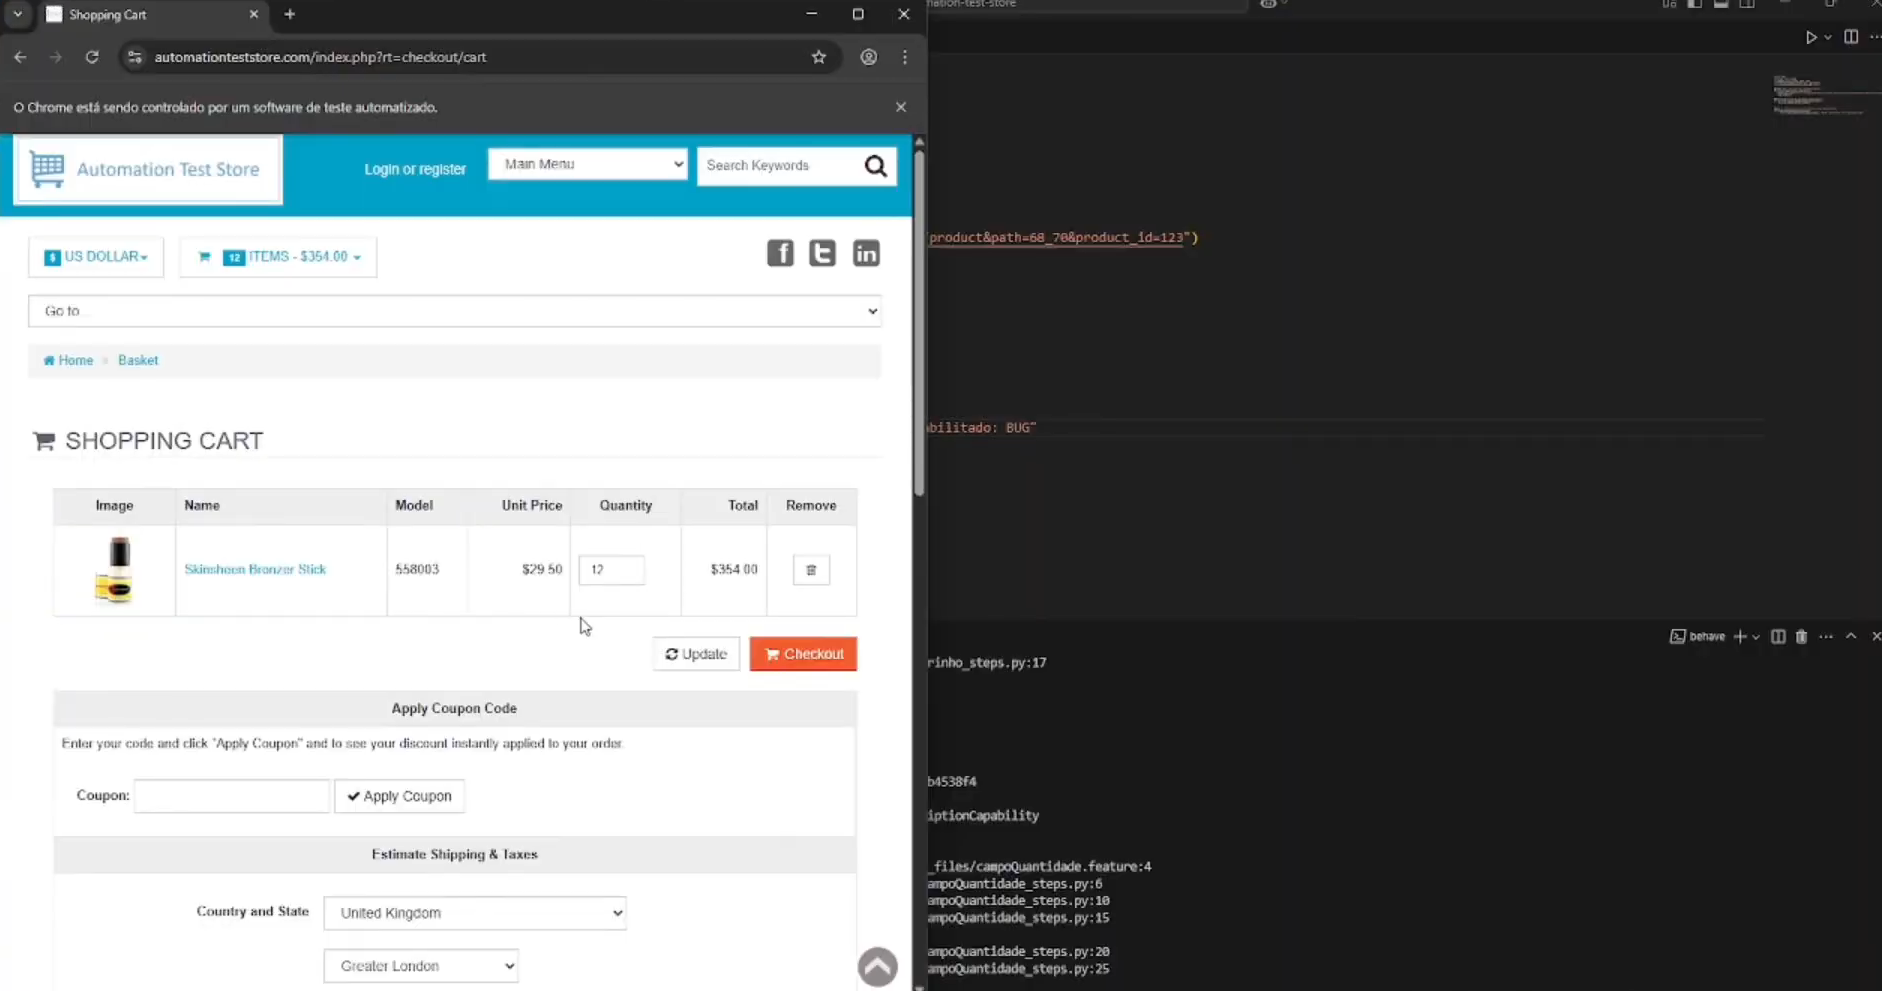 Shopping Cart
automationteststore.com/index.php?rt=checkout/cart
O Chrome está sendo controlado por um software de teste automatizado.
Automation Test Store
Login or register
Main Menu
Search Keywords
$ US DOLLAR
12 ITEMS - $354.00
Go to...
Home
Basket
SHOPPING CART
Image Name Model Unit Price Quantity Total Remove
Skinsheen Bronzer Stick 558003 $29.50 12 $354.00
Update
Checkout
Apply Coupon Code
Enter your code and click "Apply Coupon" and to see your discount instantly applied to your order.
Coupon:
Apply Coupon
Estimate Shipping & Taxes
Country and State United Kingdom
Greater London
mation-test-store
product&path=68_70&product_id=123")
abilitado: BUG"
behave
rinho_steps.py:17
b4538f4
iptionCapability
_files/campoQuantidade.feature:4
ampoQuantidade_steps.py:6
ampoQuantidade_steps.py:10
ampoQuantidade_steps.py:15
ampoQuantidade_steps.py:20
ampoQuantidade_steps.py:25